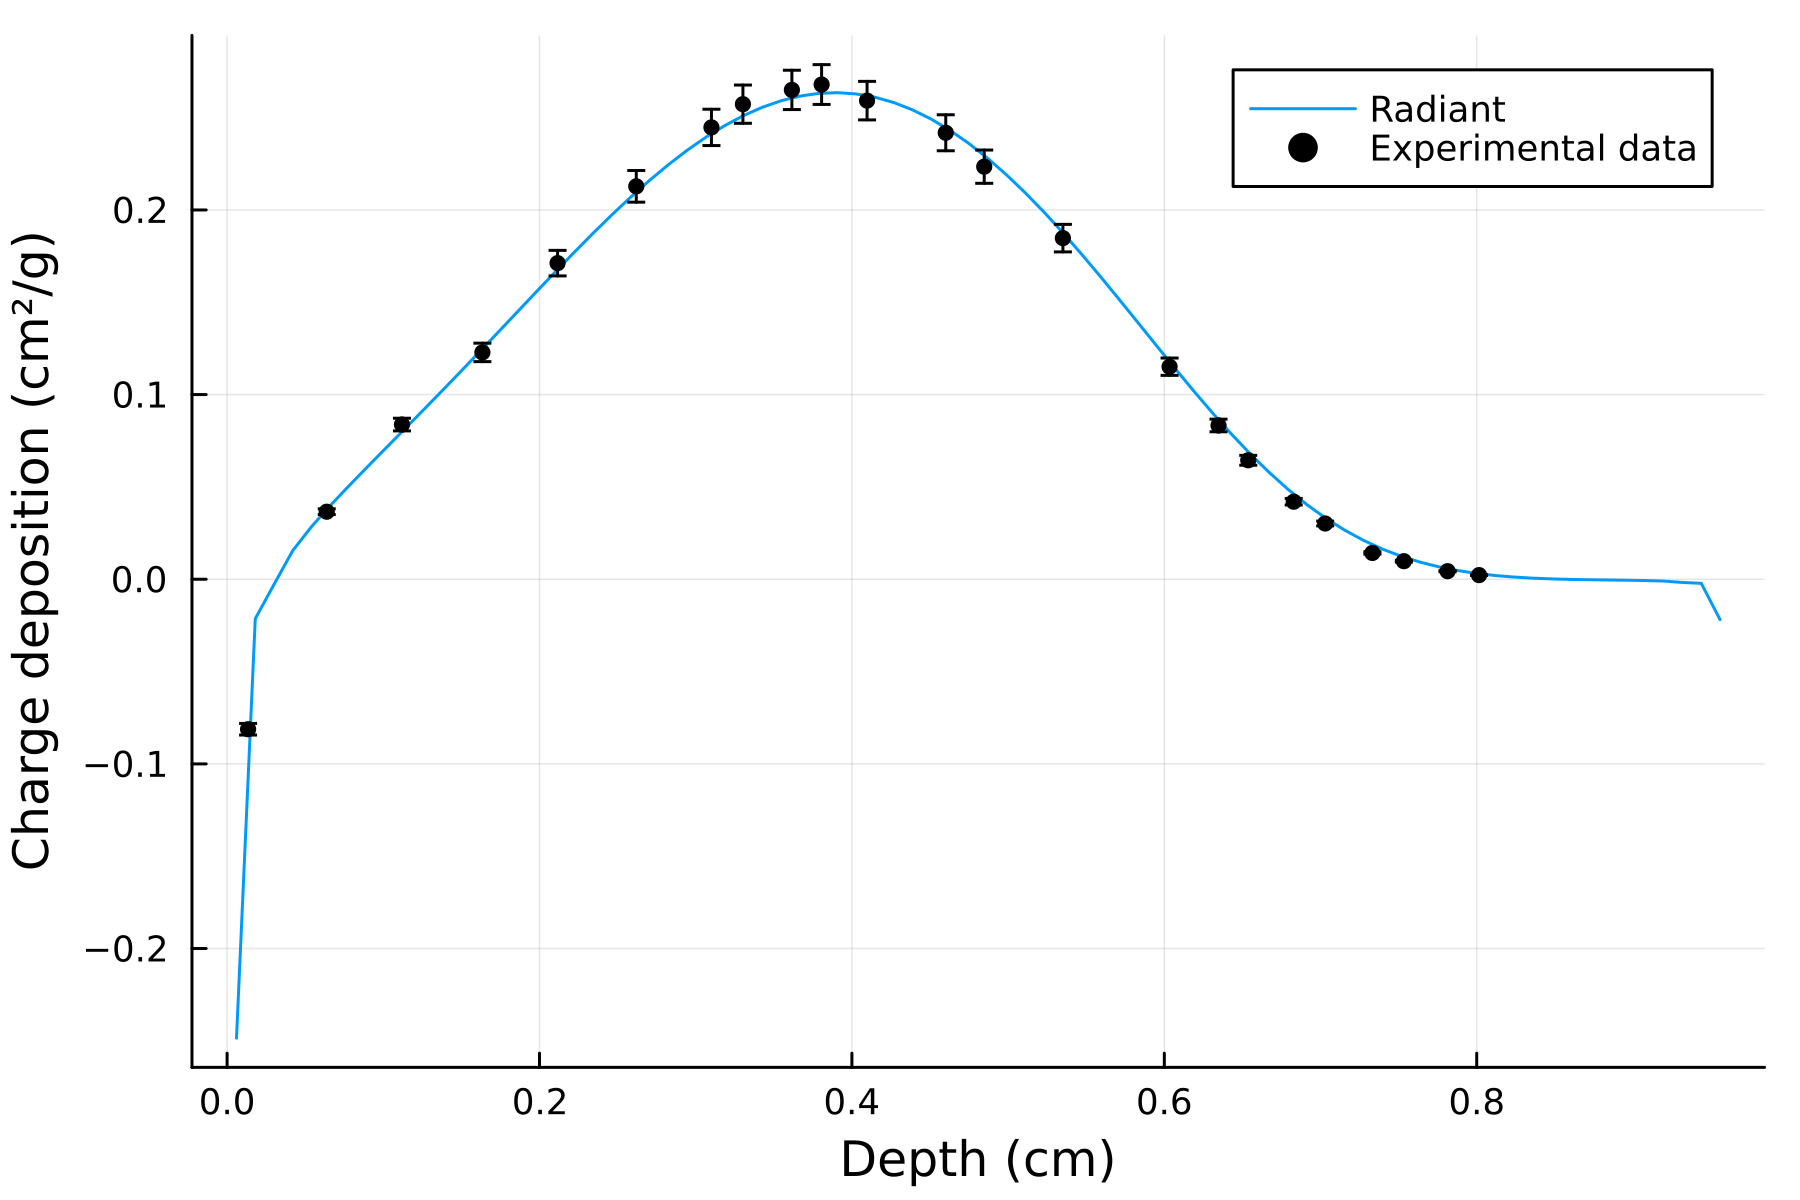 Radiant
Experimental data
Charge deposition (cm²/g)
0.2
0.1
0.0
−0.1
−0.2
0.0 0.2 0.4 0.6 0.8
Depth (cm)